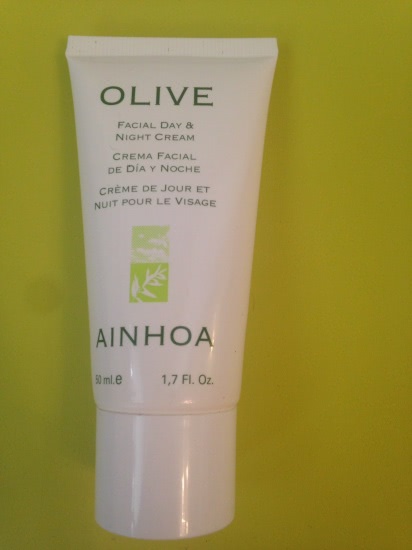 OLIVE
FACIAL DAY &
NIGHT CREAM
CREMA FACIAL
DE DÍA Y NOCHE
CRÈME DE JOUR ET
NUIT POUR LE VISAGE
AINHOA
50 ml.e 1,7 Fl. Oz.